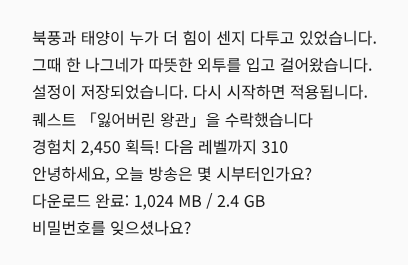 북풍과 태양이 누가 더 힘이 센지 다투고 있었습니다.
그때 한 나그네가 따뜻한 외투를 입고 걸어왔습니다.
설정이 저장되었습니다. 다시 시작하면 적용됩니다.
퀘스트 「잃어버린 왕관」을 수락했습니다
경험치 2,450 획득! 다음 레벨까지 310
안녕하세요, 오늘 방송은 몇 시부터인가요?
다운로드 완료: 1,024 MB / 2.4 GB
비밀번호를 잊으셨나요?